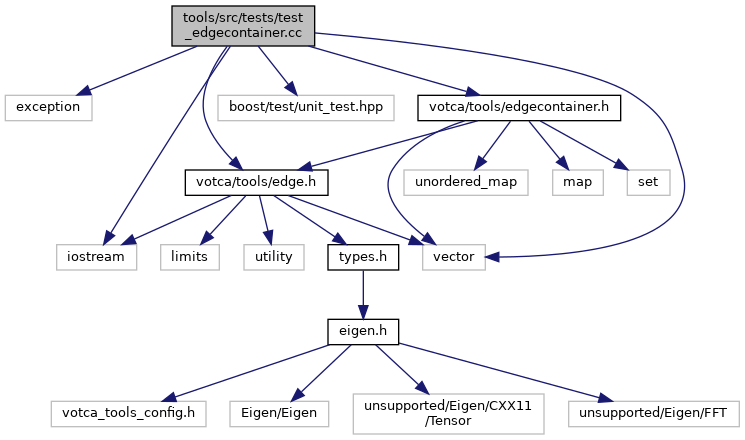 tools/src/tests/test
_edgecontainer.cc
exception
boost/test/unit_test.hpp
votca/tools/edgecontainer.h
votca/tools/edge.h
unordered_map
map
set
iostream
limits
utility
types.h
vector
eigen.h
votca_tools_config.h
Eigen/Eigen
unsupported/Eigen/CXX11
/Tensor
unsupported/Eigen/FFT